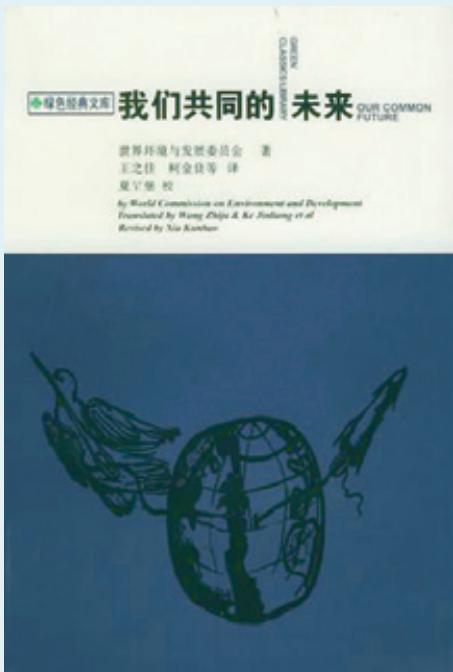 GREEN
CLASSICS LIBRARY
绿色经典文库
我们共同的未来
OUR COMMON
FUTURE
世界环境与发展委员会 著
王之佳 柯金良等 译
夏堃堡 校
by World Commission on Environment and Development
Translated by Wang Zhijia & Ke Jinliang et al
Revised by Xia Kunbao